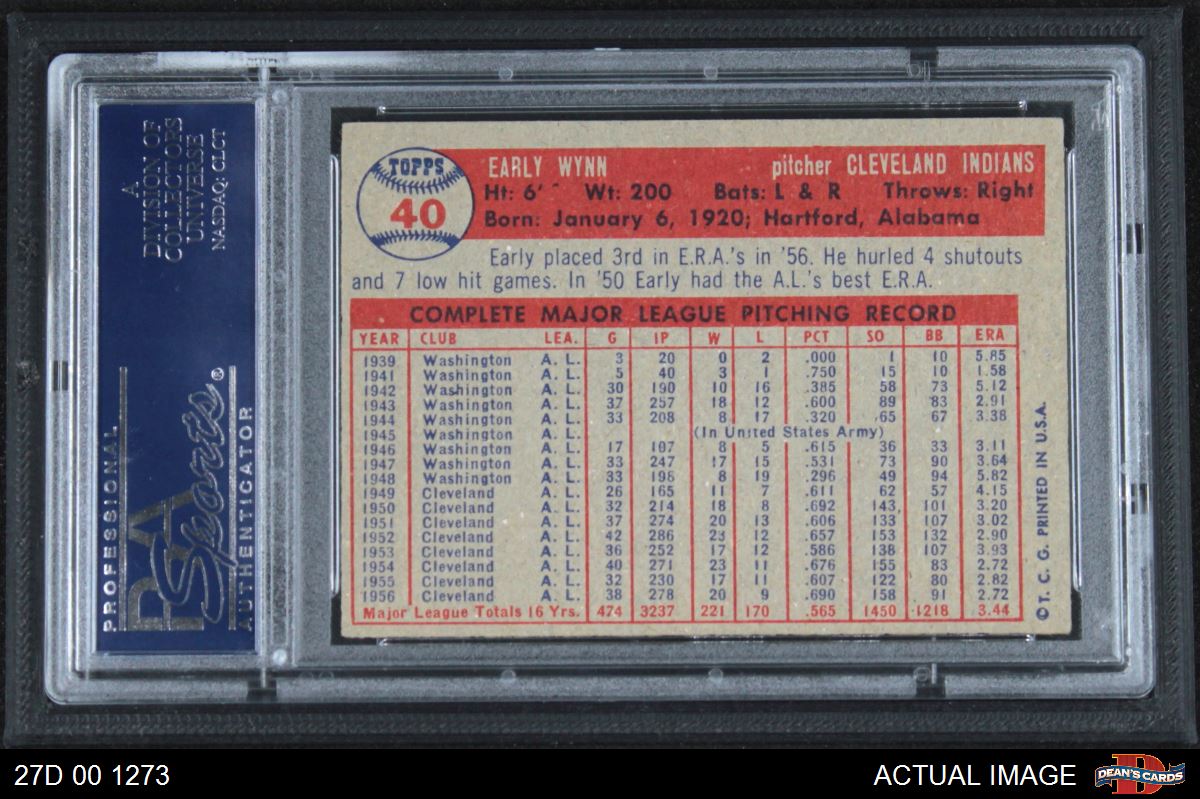 A
DIVISION OF
COLLECTORS
UNIVERSE
NASDAQ: CLCT
PROFESSIONAL
PSA
Sports®
AUTHENTICATOR
TOPPS
40
EARLY WYNN pitcher CLEVELAND INDIANS
Ht: 6' Wt: 200 Bats: L & R Throws: Right
Born: January 6, 1920; Hartford, Alabama
Early placed 3rd in E.R.A.'s in '56. He hurled 4 shutouts
and 7 low hit games. In '50 Early had the A.L.'s best E.R.A.
COMPLETE MAJOR LEAGUE PITCHING RECORD
YEAR CLUB LEA. G IP W L PCT SO BB ERA
1939 Washington A. L. 3 20 0 2 .000 1 10 5.85
1941 Washington A. L. 5 40 3 1 .750 15 10 1.58
1942 Washington A. L. 30 190 10 16 .385 58 73 5.12
1943 Washington A. L. 37 257 18 12 .600 89 83 2.91
1944 Washington A. L. 33 208 8 17 .320 65 67 3.38
1945 Washington A. L. (In United States Army)
1946 Washington A. L. 17 107 8 5 .615 36 33 3.11
1947 Washington A. L. 33 247 17 15 .531 73 90 3.64
1948 Washington A. L. 33 198 8 19 .296 49 94 5.82
1949 Cleveland A. L. 26 165 11 7 .611 62 57 4.15
1950 Cleveland A. L. 32 214 18 8 .692 143 101 3.20
1951 Cleveland A. L. 37 274 20 13 .606 133 107 3.02
1952 Cleveland A. L. 42 286 23 12 .657 153 132 2.90
1953 Cleveland A. L. 36 252 17 12 .586 138 107 3.93
1954 Cleveland A. L. 40 271 23 11 .676 155 83 2.72
1955 Cleveland A. L. 32 230 17 11 .607 122 80 2.82
1956 Cleveland A. L. 38 278 20 9 .690 158 91 2.72
Major League Totals 16 Yrs. 474 3237 221 170 .565 1450 1218 3.44
© T. C. G. PRINTED IN U.S.A.
27D 00 1273
ACTUAL IMAGE
D
DEAN'S CARDS